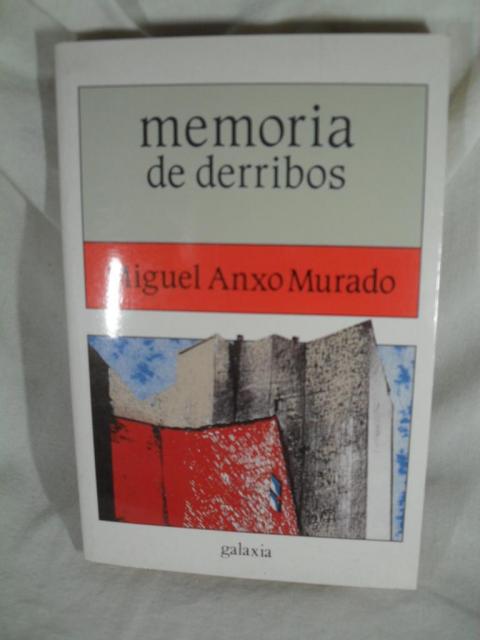 memoria
de derribos
Miguel Anxo Murado
galaxia